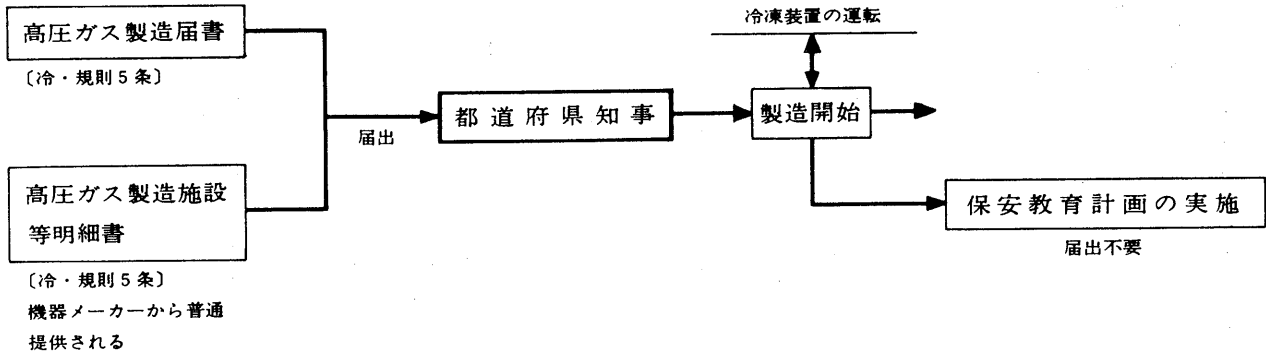 高圧ガス製造届書
〔冷・規則5条〕
高圧ガス製造施設
等明細書
〔冷・規則5条〕
機器メーカーから普通
提供される
届出
都道府県知事
冷凍装置の運転
製造開始
保安教育計画の実施
届出不要